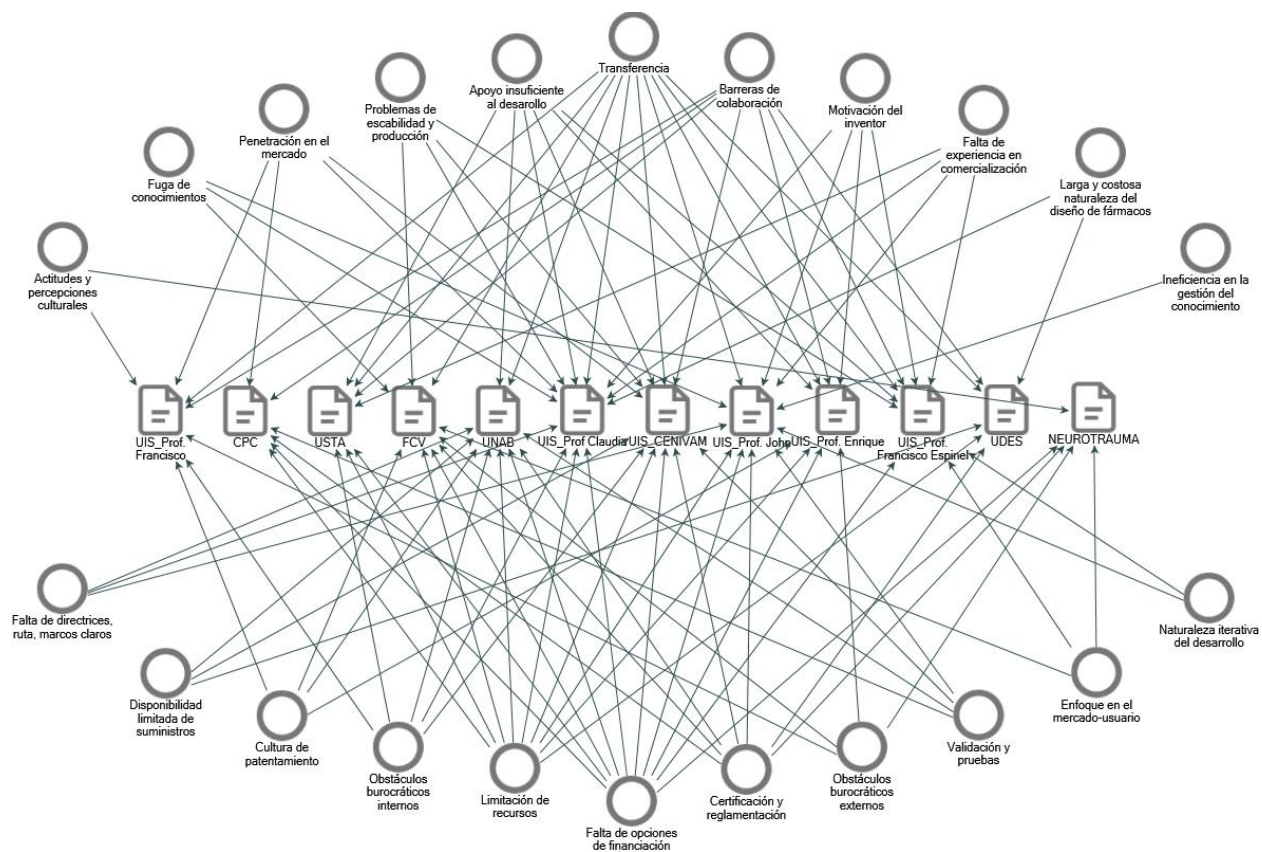 Transferencia
Apoyo insuficiente
al desarollo
Barreras de
colaboración
Problemas de
escabilidad y
producción
Motivación del
inventor
Penetración en el
mercado
Falta de
experiencia en
comercialización
Fuga de
conocimientos
Larga y costosa
naturaleza del
diseño de fármacos
Actitudes y
percepciones
culturales
Ineficiencia en la
gestión del
conocimiento
UIS_Prof.
Francisco
CPC
USTA
FCV
UNAB
UIS_Prof Claudia
UIS_CENIVAM
UIS_Prof. John
UIS_Prof. Enrique
UIS_Prof.
Francisco Espinel
UDES
NEUROTRAUMA
Falta de directrices,
ruta, marcos claros
Naturaleza iterativa
del desarrollo
Disponibilidad
limitada de
suministros
Enfoque en el
mercado-usuario
Cultura de
patentamiento
Validación y
pruebas
Obstáculos
burocráticos
internos
Limitación de
recursos
Falta de opciones
de financiación
Certificación y
reglamentación
Obstáculos
burocráticos
externos